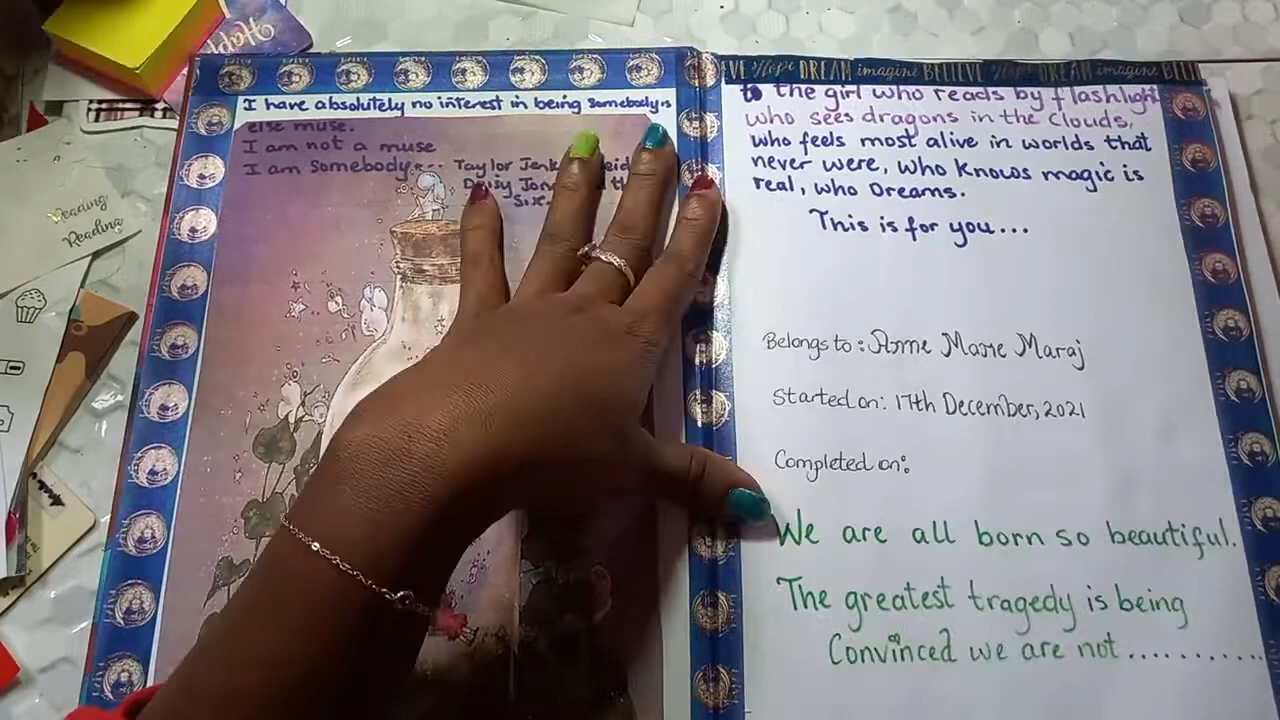 I have absolutely no interest in being somebody's
else muse.
I am not a muse
I am somebody.
Taylor
Six.
EVE Hope DREAM imagine BELIEVE Hope DREAM imagine BELI
to the girl who reads by flashlight
who sees dragons in the clouds,
who feels most alive in worlds that
never were, who knows magic is
real, who Dreams.
This is for you...
Belongs to: Anne Marie Maraj
Started on: 17th December, 2021
Completed on:
We are all born so beautiful.
The greatest tragedy is being
Convinced we are not ..........
Reading
Reading